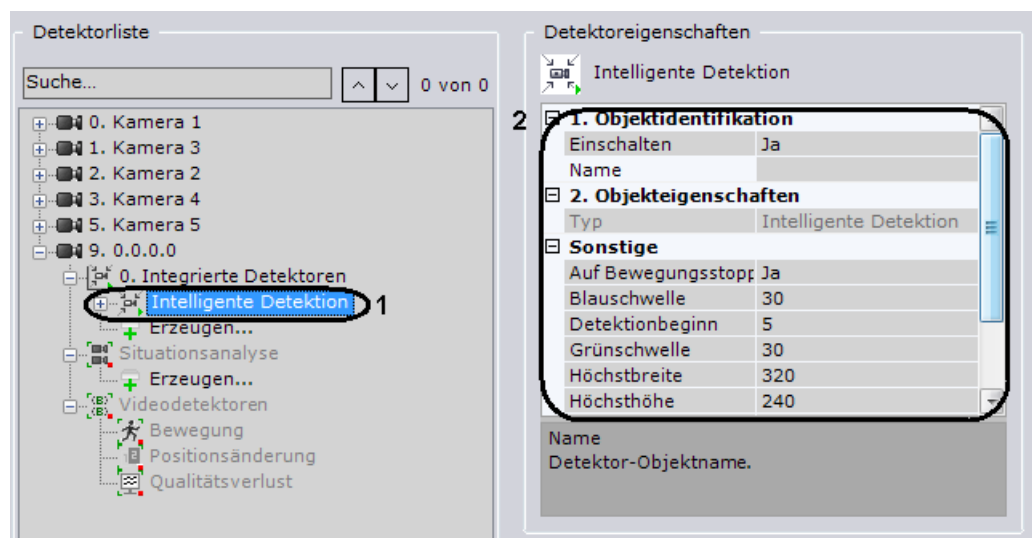 Detektorliste
Suche...
0 von 0
0. Kamera 1
1. Kamera 3
2. Kamera 2
3. Kamera 4
5. Kamera 5
9. 0.0.0.0
0. Integrierte Detektoren
Intelligente Detektion 1
Erzeugen...
Situationsanalyse
Erzeugen...
Videodetektoren
Bewegung
Positionsänderung
Qualitätsverlust
Detektoreigenschaften
Intelligente Detektion
2 1. Objektidentifikation
Einschalten Ja
Name
2. Objekteigenschaften
Typ Intelligente Detektion
Sonstige
Auf Bewegungsstopp Ja
Blauschwelle 30
Detektionbeginn 5
Grünschwelle 30
Höchstbreite 320
Höchsthöhe 240
Name
Detektor-Objektname.